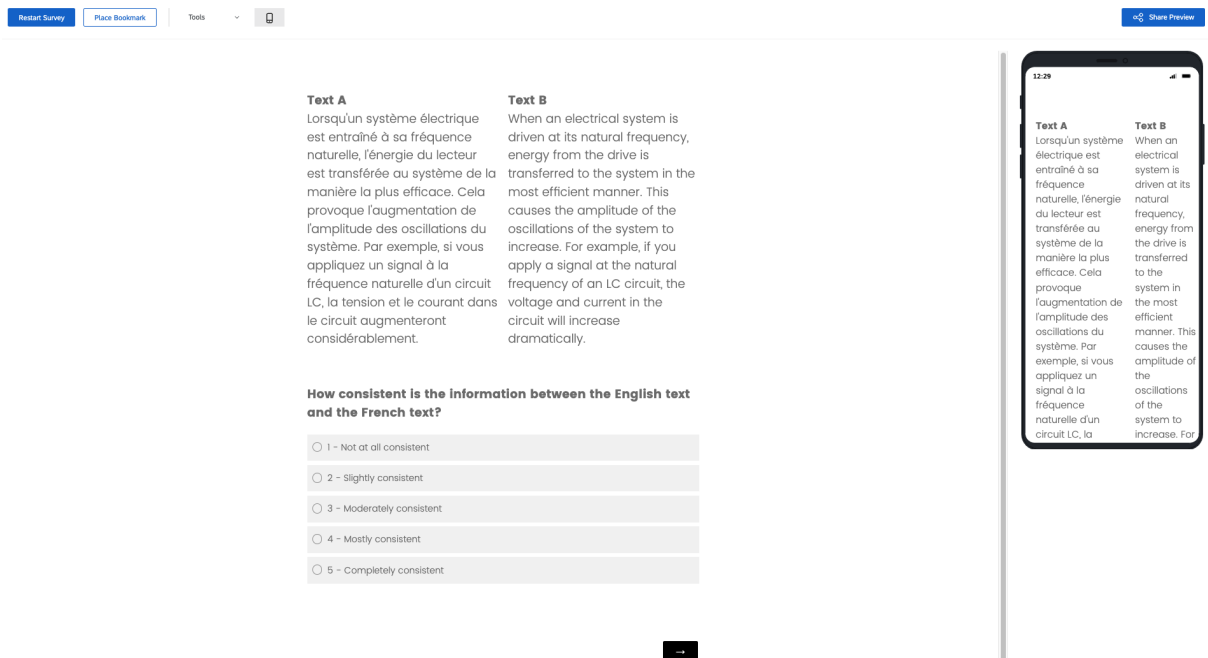 Restart Survey
Place Bookmark
Tools
Share Preview
Text A
Lorsqu'un système électrique
est entraîné à sa fréquence
naturelle, l'énergie du lecteur
est transférée au système de la
manière la plus efficace. Cela
provoque l'augmentation de
l'amplitude des oscillations du
système. Par exemple, si vous
appliquez un signal à la
fréquence naturelle d'un circuit
LC, la tension et le courant dans
le circuit augmenteront
considérablement.
Text B
When an electrical system is
driven at its natural frequency,
energy from the drive is
transferred to the system in the
most efficient manner. This
causes the amplitude of the
oscillations of the system to
increase. For example, if you
apply a signal at the natural
frequency of an LC circuit, the
voltage and current in the
circuit will increase
dramatically.
How consistent is the information between the English text
and the French text?
1 - Not at all consistent
2 - Slightly consistent
3 - Moderately consistent
4 - Mostly consistent
5 - Completely consistent
12:29
Text A
Lorsqu'un système
électrique est
entraîné à sa
fréquence
naturelle, l'énergie
du lecteur est
transférée au
système de la
manière la plus
efficace. Cela
provoque
l'augmentation de
l'amplitude des
oscillations du
système. Par
exemple, si vous
appliquez un
signal à la
fréquence
naturelle d'un
circuit LC, la
Text B
When an
electrical
system is
driven at its
natural
frequency,
energy from
the drive is
transferred
to the
system in
the most
efficient
manner. This
causes the
amplitude of
the
oscillations
of the
system to
increase. For